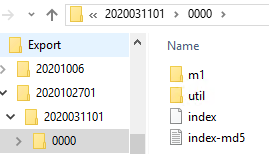 « 2020031101 > 0000 >
Export
20201006
2020102701
2020031101
0000
Name
m1
util
index
index-md5